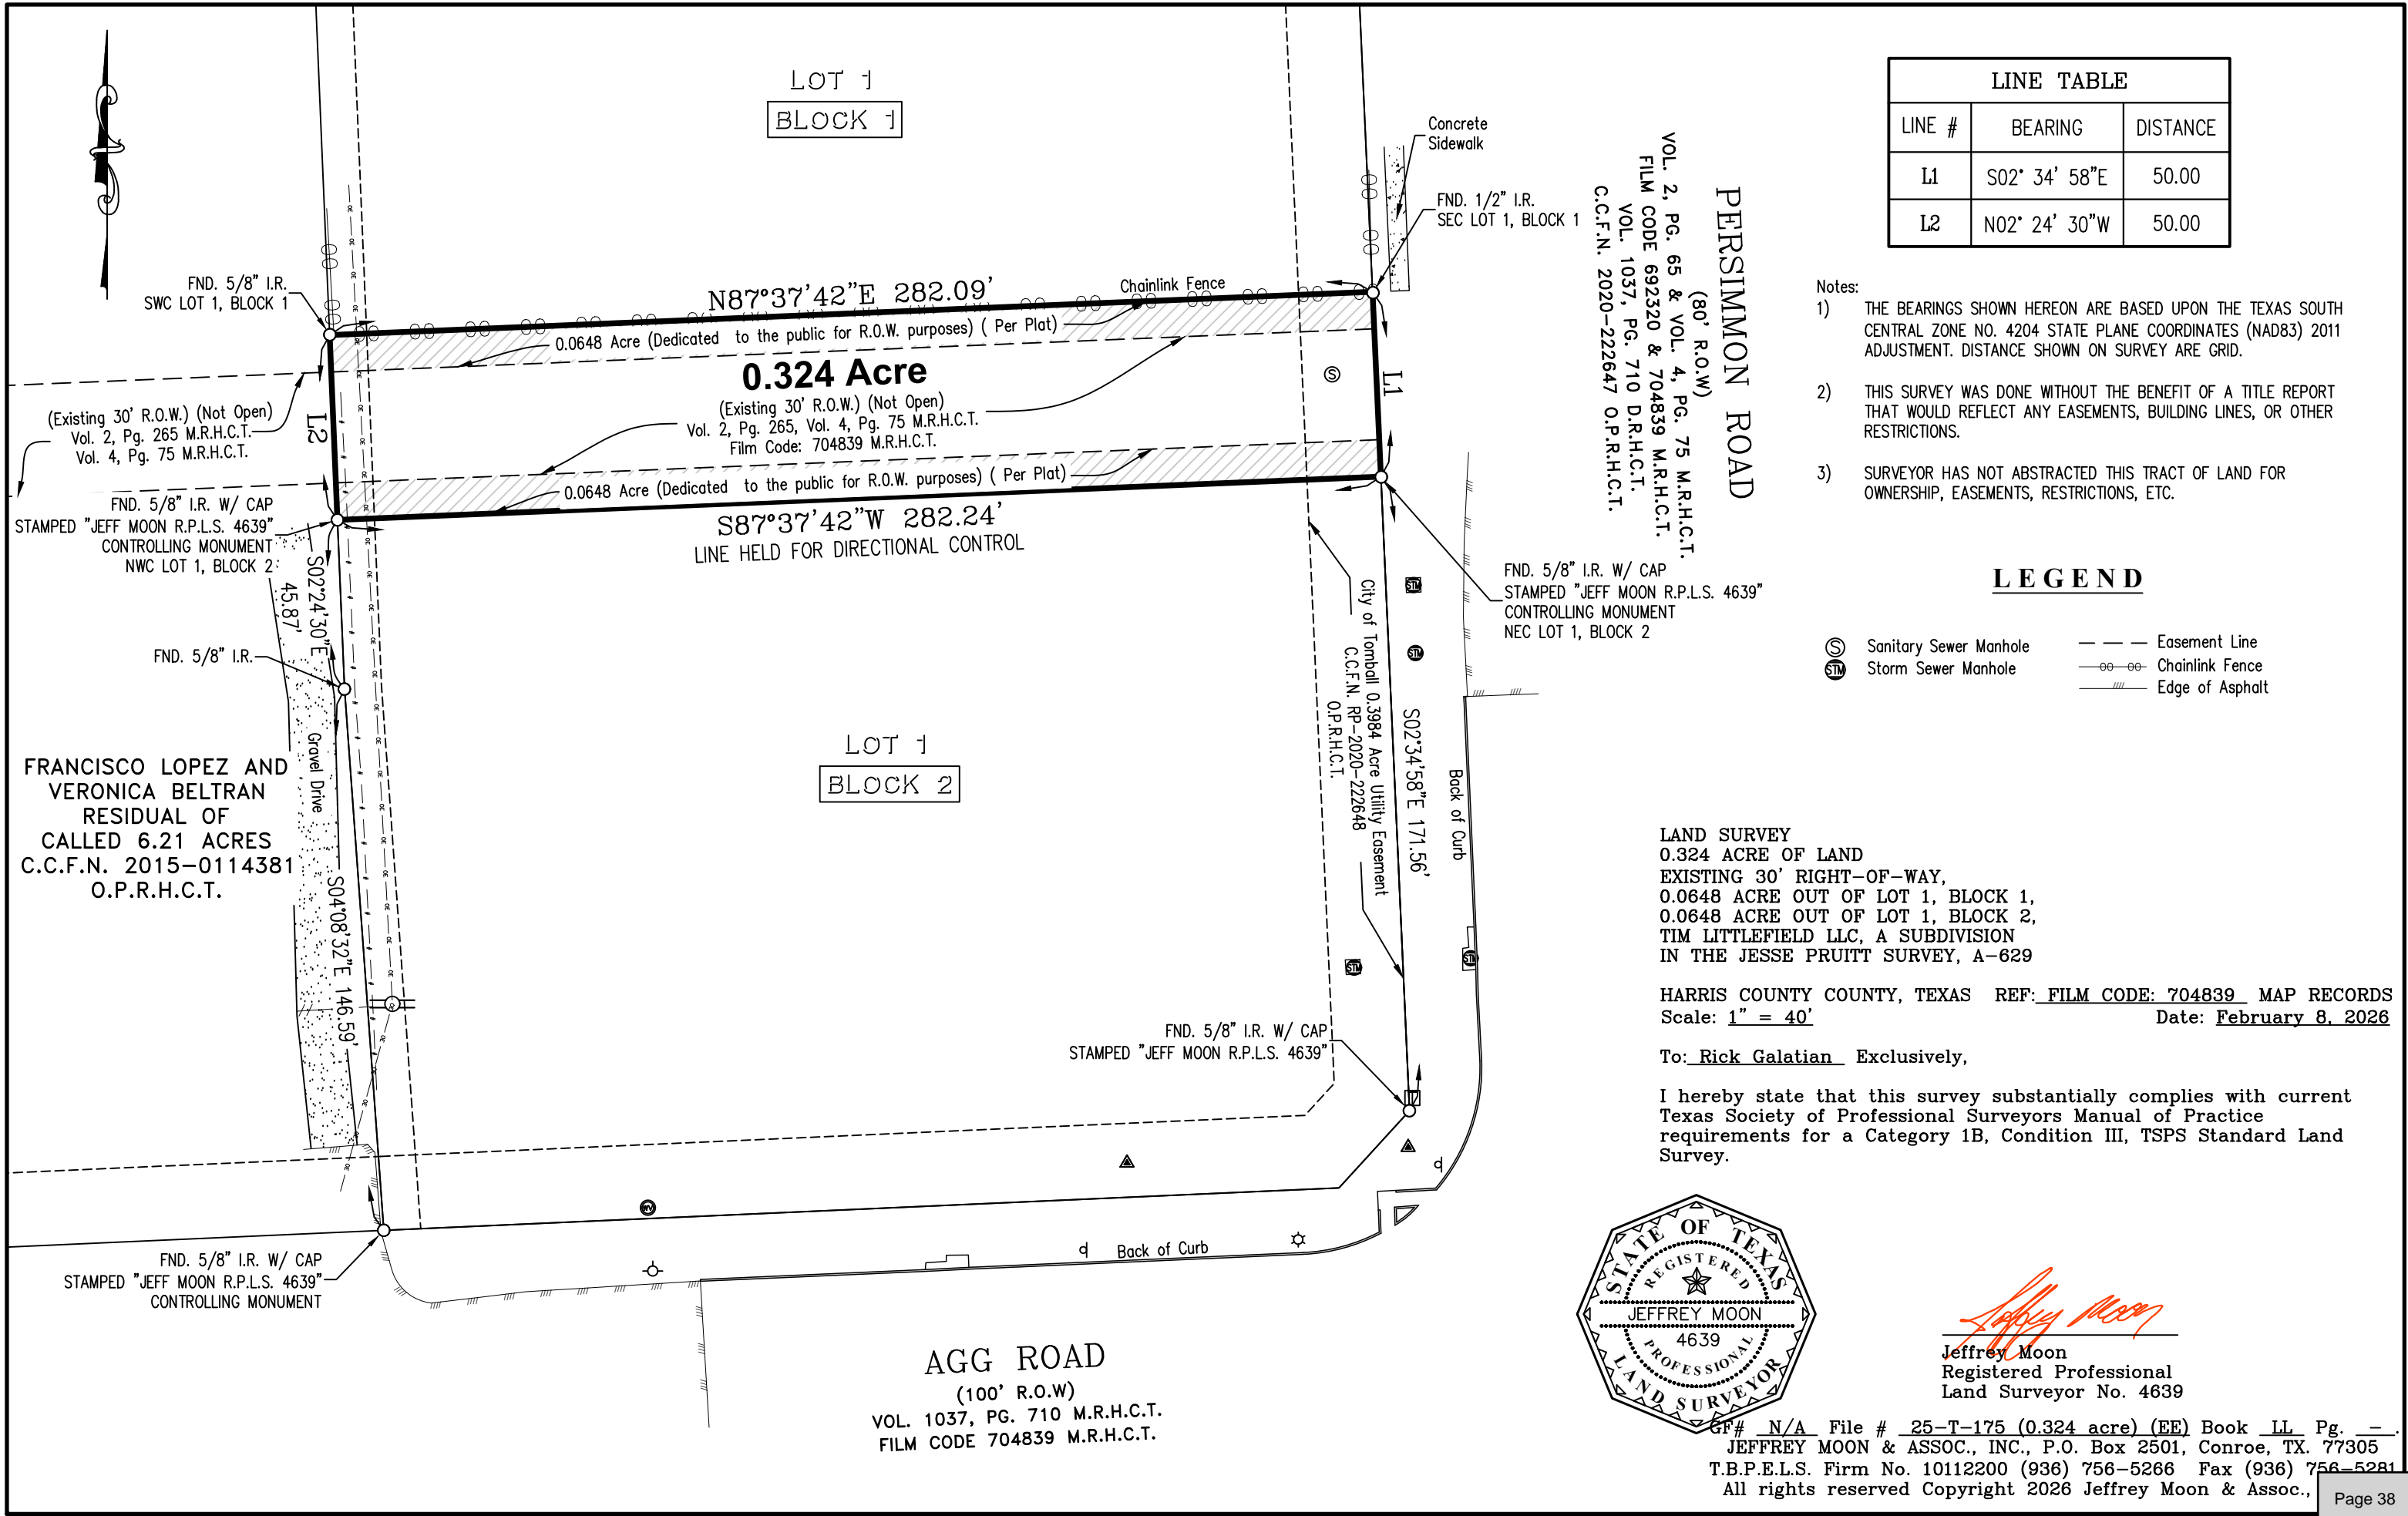 LOT 1
BLOCK 1
Concrete
Sidewalk
FND. 1/2" I.R.
SEC LOT 1, BLOCK 1
FND. 5/8" I.R.
SWC LOT 1, BLOCK 1
N87°37'42"E 282.09'
Chainlink Fence
0.0648 Acre (Dedicated to the public for R.O.W. purposes) ( Per Plat)
0.324 Acre
(Existing 30' R.O.W.) (Not Open)
Vol. 2, Pg. 265, Vol. 4, Pg. 75 M.R.H.C.T.
Film Code: 704839 M.R.H.C.T.
(Existing 30' R.O.W.) (Not Open)
Vol. 2, Pg. 265 M.R.H.C.T.
Vol. 4, Pg. 75 M.R.H.C.T.
L2
L1
S
0.0648 Acre (Dedicated to the public for R.O.W. purposes) ( Per Plat)
S87°37'42"W 282.24'
LINE HELD FOR DIRECTIONAL CONTROL
FND. 5/8" I.R. W/ CAP
STAMPED "JEFF MOON R.P.L.S. 4639"
CONTROLLING MONUMENT
NWC LOT 1, BLOCK 2
S02°24'30"E
45.87'
FND. 5/8" I.R.
Gravel Drive
FRANCISCO LOPEZ AND
VERONICA BELTRAN
RESIDUAL OF
CALLED 6.21 ACRES
C.C.F.N. 2015-0114381
O.P.R.H.C.T.
S04°08'32"E 146.59'
LOT 1
BLOCK 2
City of Tomball 0.3984 Acre Utility Easement
C.C.F.N. RP-2020-222648
O.P.R.H.C.T.
S02°34'58"E 171.56'
Back of Curb
STM
STM
STM
STM
PERSIMMON ROAD
(80' R.O.W)
VOL. 2, PG. 65 & VOL. 4, PG. 75 M.R.H.C.T.
FILM CODE 692320 & 704839 M.R.H.C.T.
VOL. 1037, PG. 710 D.R.H.C.T.
C.C.F.N. 2020-222647 O.P.R.H.C.T.
FND. 5/8" I.R. W/ CAP
STAMPED "JEFF MOON R.P.L.S. 4639"
CONTROLLING MONUMENT
NEC LOT 1, BLOCK 2
FND. 5/8" I.R. W/ CAP
STAMPED "JEFF MOON R.P.L.S. 4639"
WV
Back of Curb
FND. 5/8" I.R. W/ CAP
STAMPED "JEFF MOON R.P.L.S. 4639"
CONTROLLING MONUMENT
AGG ROAD
(100' R.O.W)
VOL. 1037, PG. 710 M.R.H.C.T.
FILM CODE 704839 M.R.H.C.T.
LINE TABLE
LINE # BEARING DISTANCE
L1 S02° 34' 58"E 50.00
L2 N02° 24' 30"W 50.00
Notes:
1) THE BEARINGS SHOWN HEREON ARE BASED UPON THE TEXAS SOUTH
CENTRAL ZONE NO. 4204 STATE PLANE COORDINATES (NAD83) 2011
ADJUSTMENT. DISTANCE SHOWN ON SURVEY ARE GRID.
2) THIS SURVEY WAS DONE WITHOUT THE BENEFIT OF A TITLE REPORT
THAT WOULD REFLECT ANY EASEMENTS, BUILDING LINES, OR OTHER
RESTRICTIONS.
3) SURVEYOR HAS NOT ABSTRACTED THIS TRACT OF LAND FOR
OWNERSHIP, EASEMENTS, RESTRICTIONS, ETC.
LEGEND
S Sanitary Sewer Manhole
STM Storm Sewer Manhole
Easement Line
Chainlink Fence
Edge of Asphalt
LAND SURVEY
0.324 ACRE OF LAND
EXISTING 30' RIGHT-OF-WAY,
0.0648 ACRE OUT OF LOT 1, BLOCK 1,
0.0648 ACRE OUT OF LOT 1, BLOCK 2,
TIM LITTLEFIELD LLC, A SUBDIVISION
IN THE JESSE PRUITT SURVEY, A-629
HARRIS COUNTY COUNTY, TEXAS REF: FILM CODE: 704839 MAP RECORDS
Scale: 1" = 40' Date: February 8, 2026
To: Rick Galatian Exclusively,
I hereby state that this survey substantially complies with current
Texas Society of Professional Surveyors Manual of Practice
requirements for a Category 1B, Condition III, TSPS Standard Land
Survey.
STATE OF TEXAS
REGISTERED
JEFFREY MOON
4639
PROFESSIONAL
LAND SURVEYOR
Jeffrey Moon
Jeffrey Moon
Registered Professional
Land Surveyor No. 4639
GF# N/A File # 25-T-175 (0.324 acre) (EE) Book LL Pg. - .
JEFFREY MOON & ASSOC., INC., P.O. Box 2501, Conroe, TX. 77305
T.B.P.E.L.S. Firm No. 10112200 (936) 756-5266 Fax (936) 756-5281
All rights reserved Copyright 2026 Jeffrey Moon & Assoc.,
Page 38